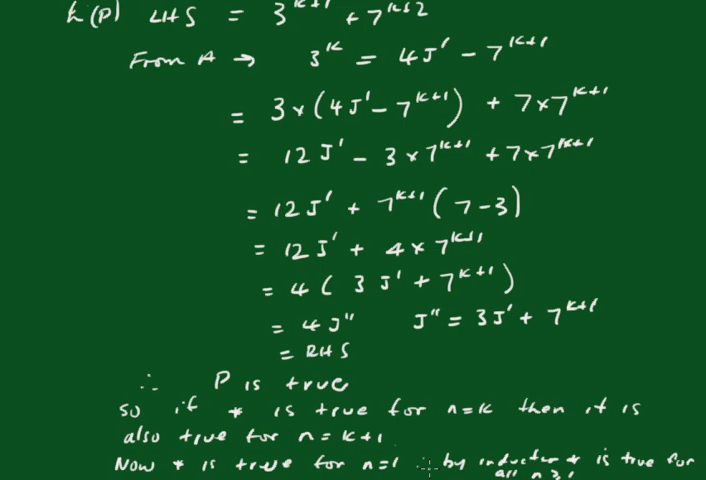 h(P) LHS = 3^{k+1} + 7^{k+2}
From A → 3^k = 4J' - 7^{k+1}
= 3×(4J' - 7^{k+1}) + 7×7^{k+1}
= 12J' - 3×7^{k+1} + 7×7^{k+1}
= 12J' + 7^{k+1}(7-3)
= 12J' + 4×7^{k+1}
= 4(3J' + 7^{k+1})
= 4J'' J'' = 3J' + 7^{k+1}
= RHS
∴ P is true
so if * is true for n=k then it is
also true for n=k+1.
Now * is true for n=1 ∴ by induction * is true for
all n≥1